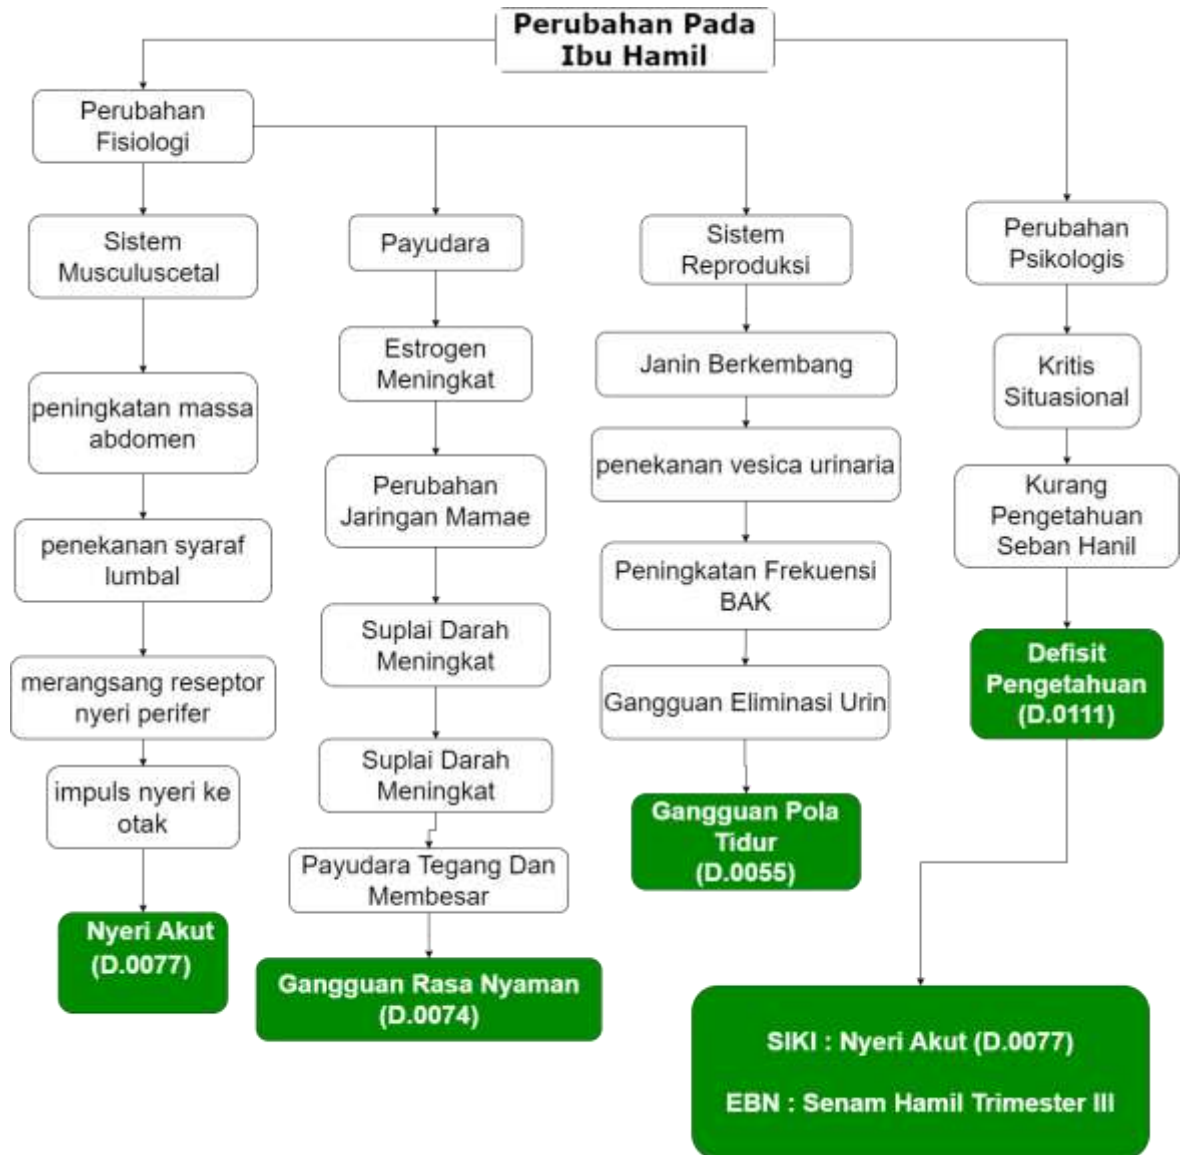 Perubahan Pada
Ibu Hamil
Perubahan
Fisiologi
Sistem
Musculuscetal
peningkatan massa
abdomen
penekanan syaraf
lumbal
merangsang reseptor
nyeri perifer
impuls nyeri ke
otak
Nyeri Akut
(D.0077)
Payudara
Estrogen
Meningkat
Perubahan
Jaringan Mamae
Suplai Darah
Meningkat
Suplai Darah
Meningkat
Payudara Tegang Dan
Membesar
Gangguan Rasa Nyaman
(D.0074)
Sistem
Reproduksi
Janin Berkembang
penekanan vesica urinaria
Peningkatan Frekuensi
BAK
Gangguan Eliminasi Urin
Gangguan Pola
Tidur
(D.0055)
Perubahan
Psikologis
Kritis
Situasional
Kurang
Pengetahuan
Seban Hanil
Defisit
Pengetahuan
(D.0111)
SIKI : Nyeri Akut (D.0077)
EBN : Senam Hamil Trimester III